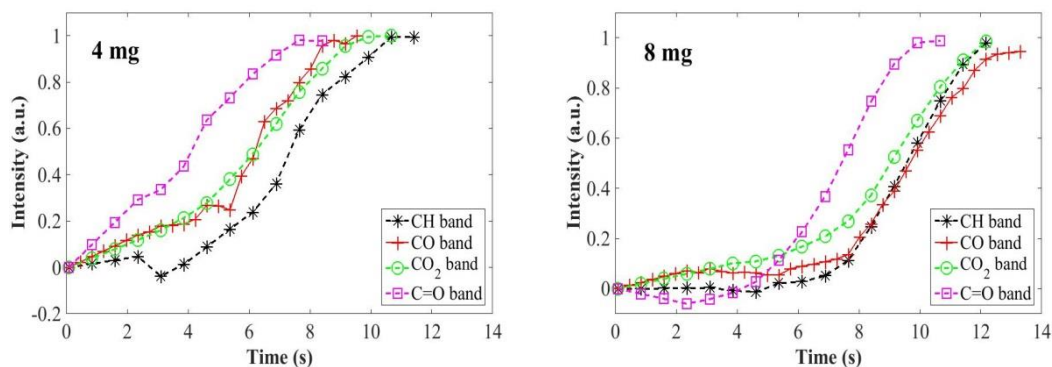 4 mg
Intensity (a.u.)
1
0.8
0.6
0.4
0.2
0
-0.2
CH band
CO band
CO2 band
C=O band
0 2 4 6 8 10 12 14
Time (s)
8 mg
Intensity (a.u.)
1
0.8
0.6
0.4
0.2
0
-0.1
CH band
CO band
CO2 band
C=O band
0 2 4 6 8 10 12 14
Time (s)